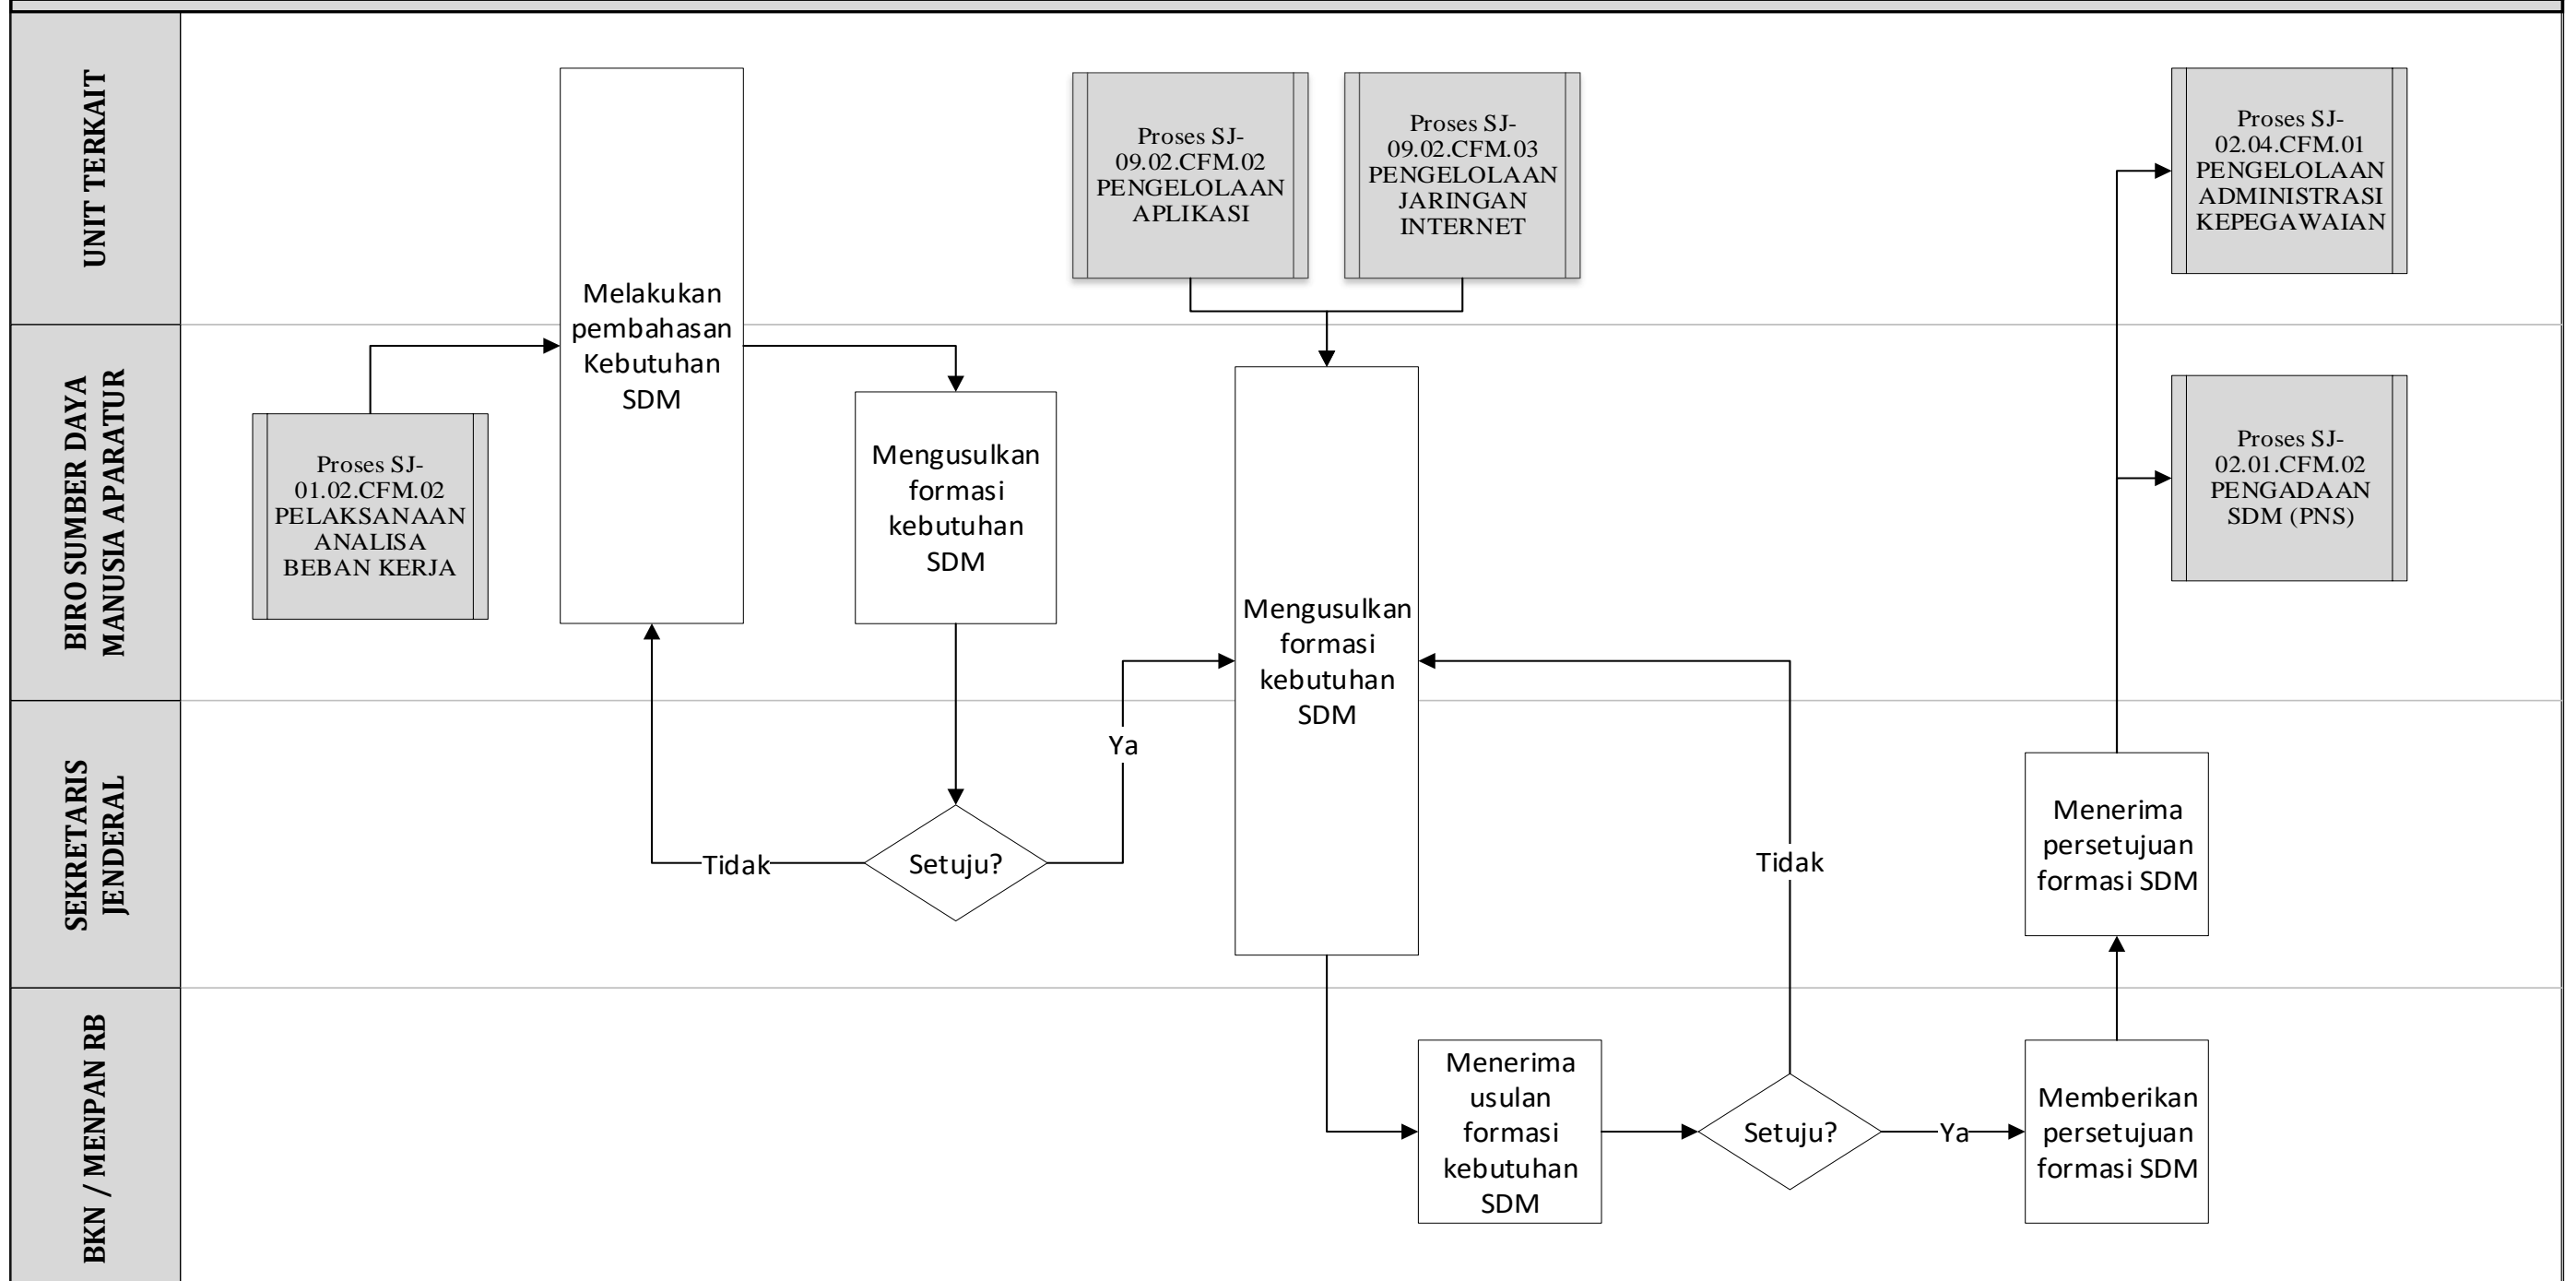 UNIT TERKAIT
Melakukan
pembahasan
Kebutuhan
SDM
Proses SJ-
09.02.CFM.02
PENGELOLAAN
APLIKASI
Proses SJ-
09.02.CFM.03
PENGELOLAAN
JARINGAN
INTERNET
Proses SJ-
02.04.CFM.01
PENGELOLAAN
ADMINISTRASI
KEPEGAWAIAN
BIRO SUMBER DAYA
MANUSIA APARATUR
Proses SJ-
01.02.CFM.02
PELAKSANAAN
ANALISA
BEBAN KERJA
Mengusulkan
formasi
kebutuhan
SDM
Mengusulkan
formasi
kebutuhan
SDM
Proses SJ-
02.01.CFM.02
PENGADAAN
SDM (PNS)
SEKRETARIS
JENDERAL
Tidak
Setuju?
Ya
Tidak
Menerima
persetujuan
formasi SDM
BKN / MENPAN RB
Menerima
usulan
formasi
kebutuhan
SDM
Setuju?
Ya
Memberikan
persetujuan
formasi SDM